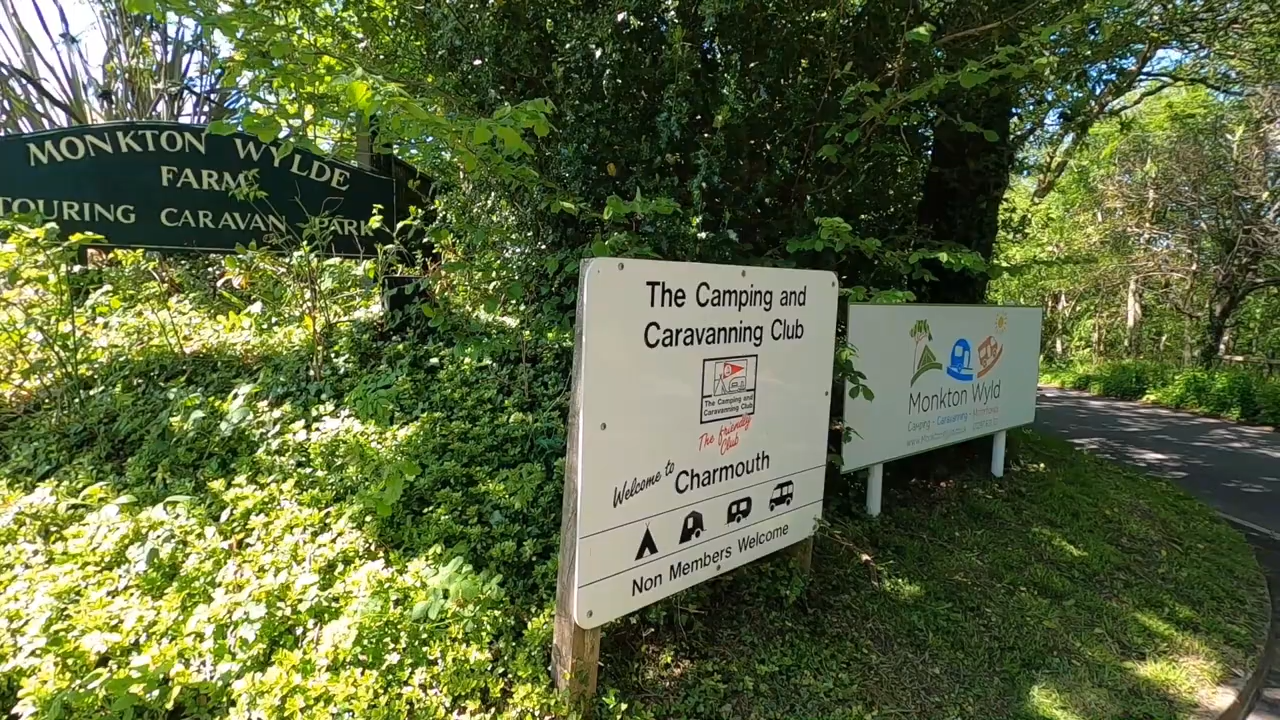 MONKTON WYLDE
FARM
TOURING CARAVAN PARK
The Camping and
Caravanning Club
The Camping and
Caravanning Club
The friendly
Club
Welcome to Charmouth
Non Members Welcome
Monkton Wyld
Camping - Caravanning - Motorhomes